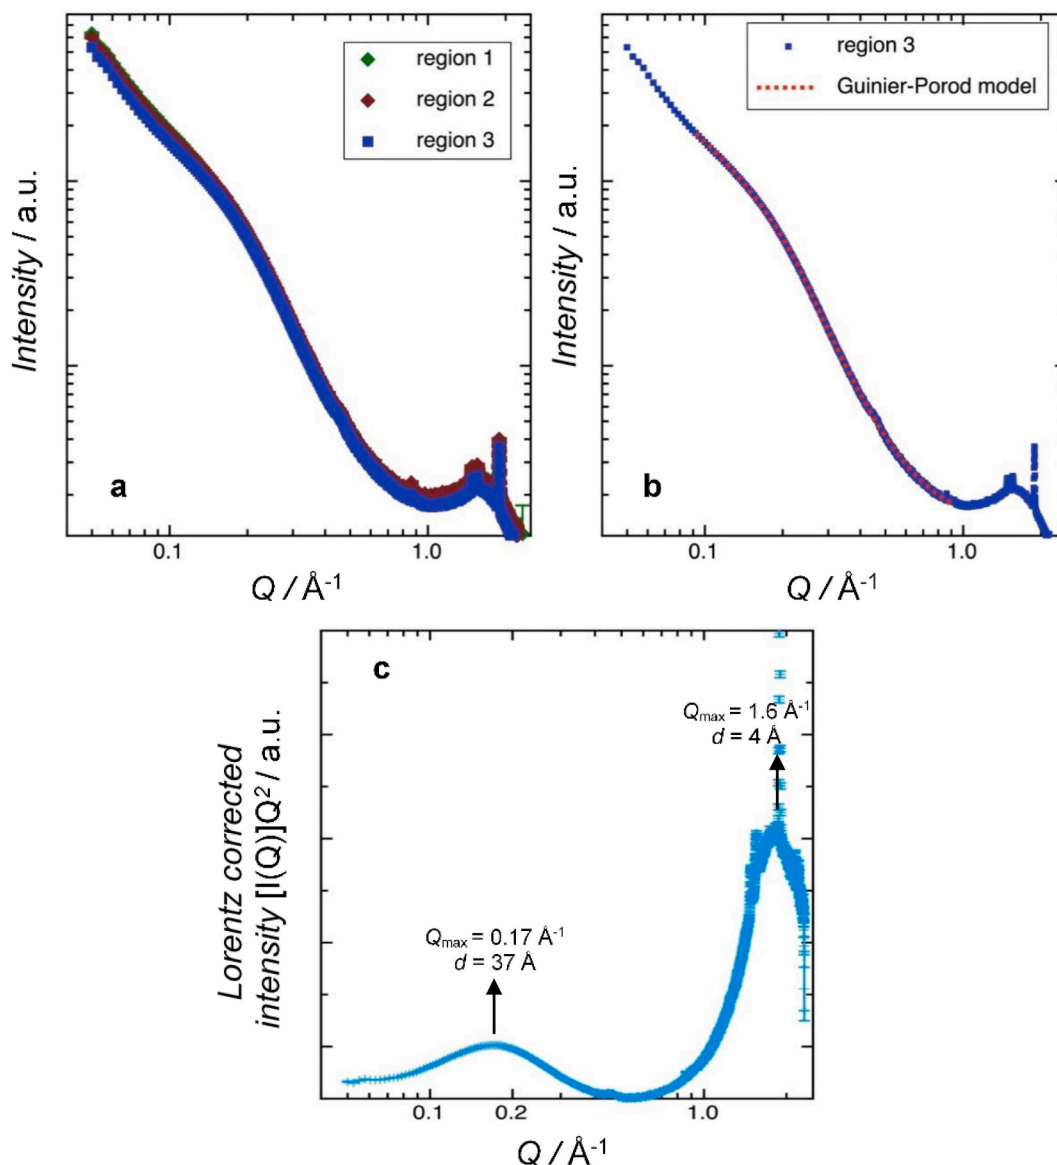 region 1
region 2
region 3
Intensity / a.u.
a
0.1 1.0
Q / Å-1
region 3
Guinier-Porod model
Intensity / a.u.
b
0.1 1.0
Q / Å-1
c
Qmax = 1.6 Å-1
d = 4 Å
Lorentz corrected
intensity [I(Q)]Q2 / a.u.
Qmax = 0.17 Å-1
d = 37 Å
0.1 0.2 1.0
Q / Å-1